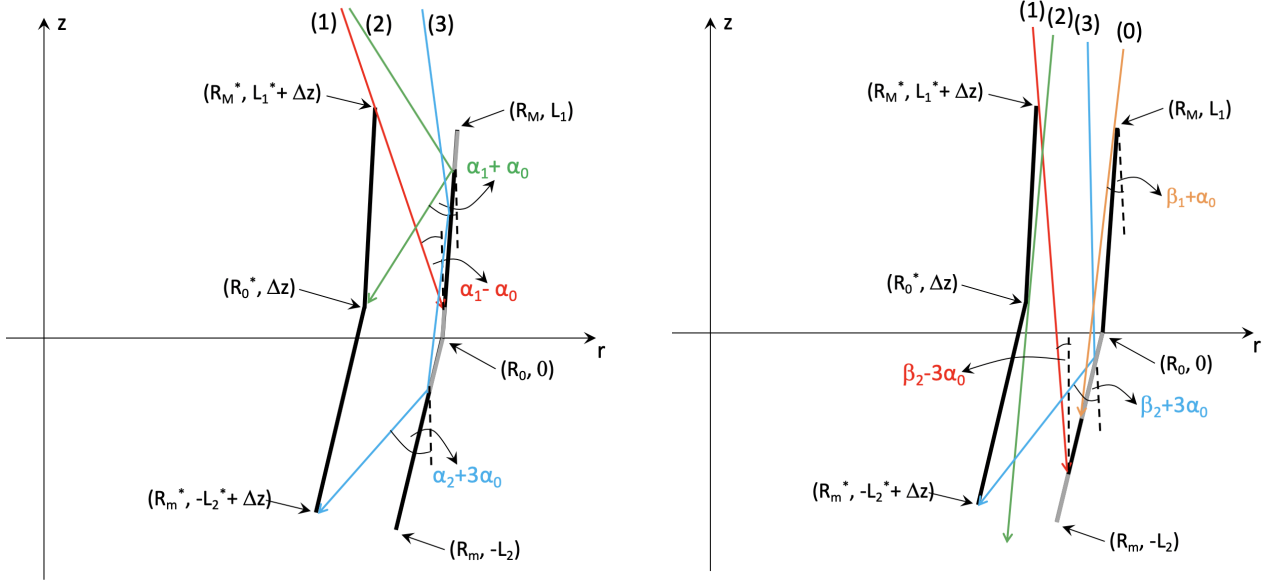 z
(1)
(2)
(3)
(R_M^*, L_1^*+ Δz)
(R_M, L_1)
α_1+ α_0
(R_0^*, Δz)
α_1- α_0
r
(R_0, 0)
α_2+3α_0
(R_m^*, -L_2^*+ Δz)
(R_m, -L_2)
z
(1)
(2)
(3)
(0)
(R_M^*, L_1^*+ Δz)
(R_M, L_1)
β_1+α_0
(R_0^*, Δz)
r
(R_0, 0)
β_2-3α_0
β_2+3α_0
(R_m^*, -L_2^*+ Δz)
(R_m, -L_2)